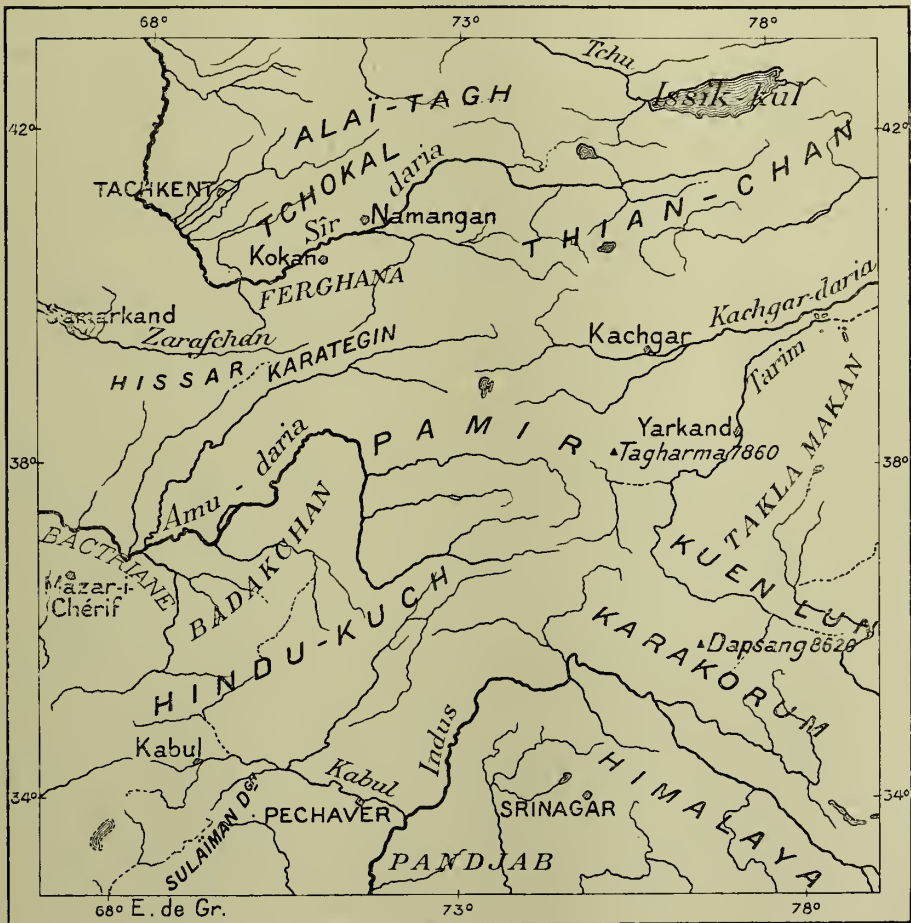 68° 73° 78°
Tchu
Issik-kul
42° ALAÏ-TAGH 42°
TACHKENT
TCHOKAL
Sîr daria
Namangan
THIAN-CHAN
Kokan
FERGHANA
Samarkand
Zarafchan
Kachgar
Kachgar-daria
HISSAR
KARATEGIN
Tarim
TAKLA MAKAN
PAMIR
Yarkand
Tagharma 7860
38° 38°
Amu-daria
BACTHIANE
BADAKCHAN
Mazar-i-
Chérif
KUEN LUN
HINDU-KUCH
KARAKORUM
Dapsang 8620
Kabul
Kabul
Indus
HIMALAYA
34° 34°
SULAÏMAN Dgh
PECHAVER
SRINAGAR
PANDJAB
68° 73° 78°
E. de Gr.